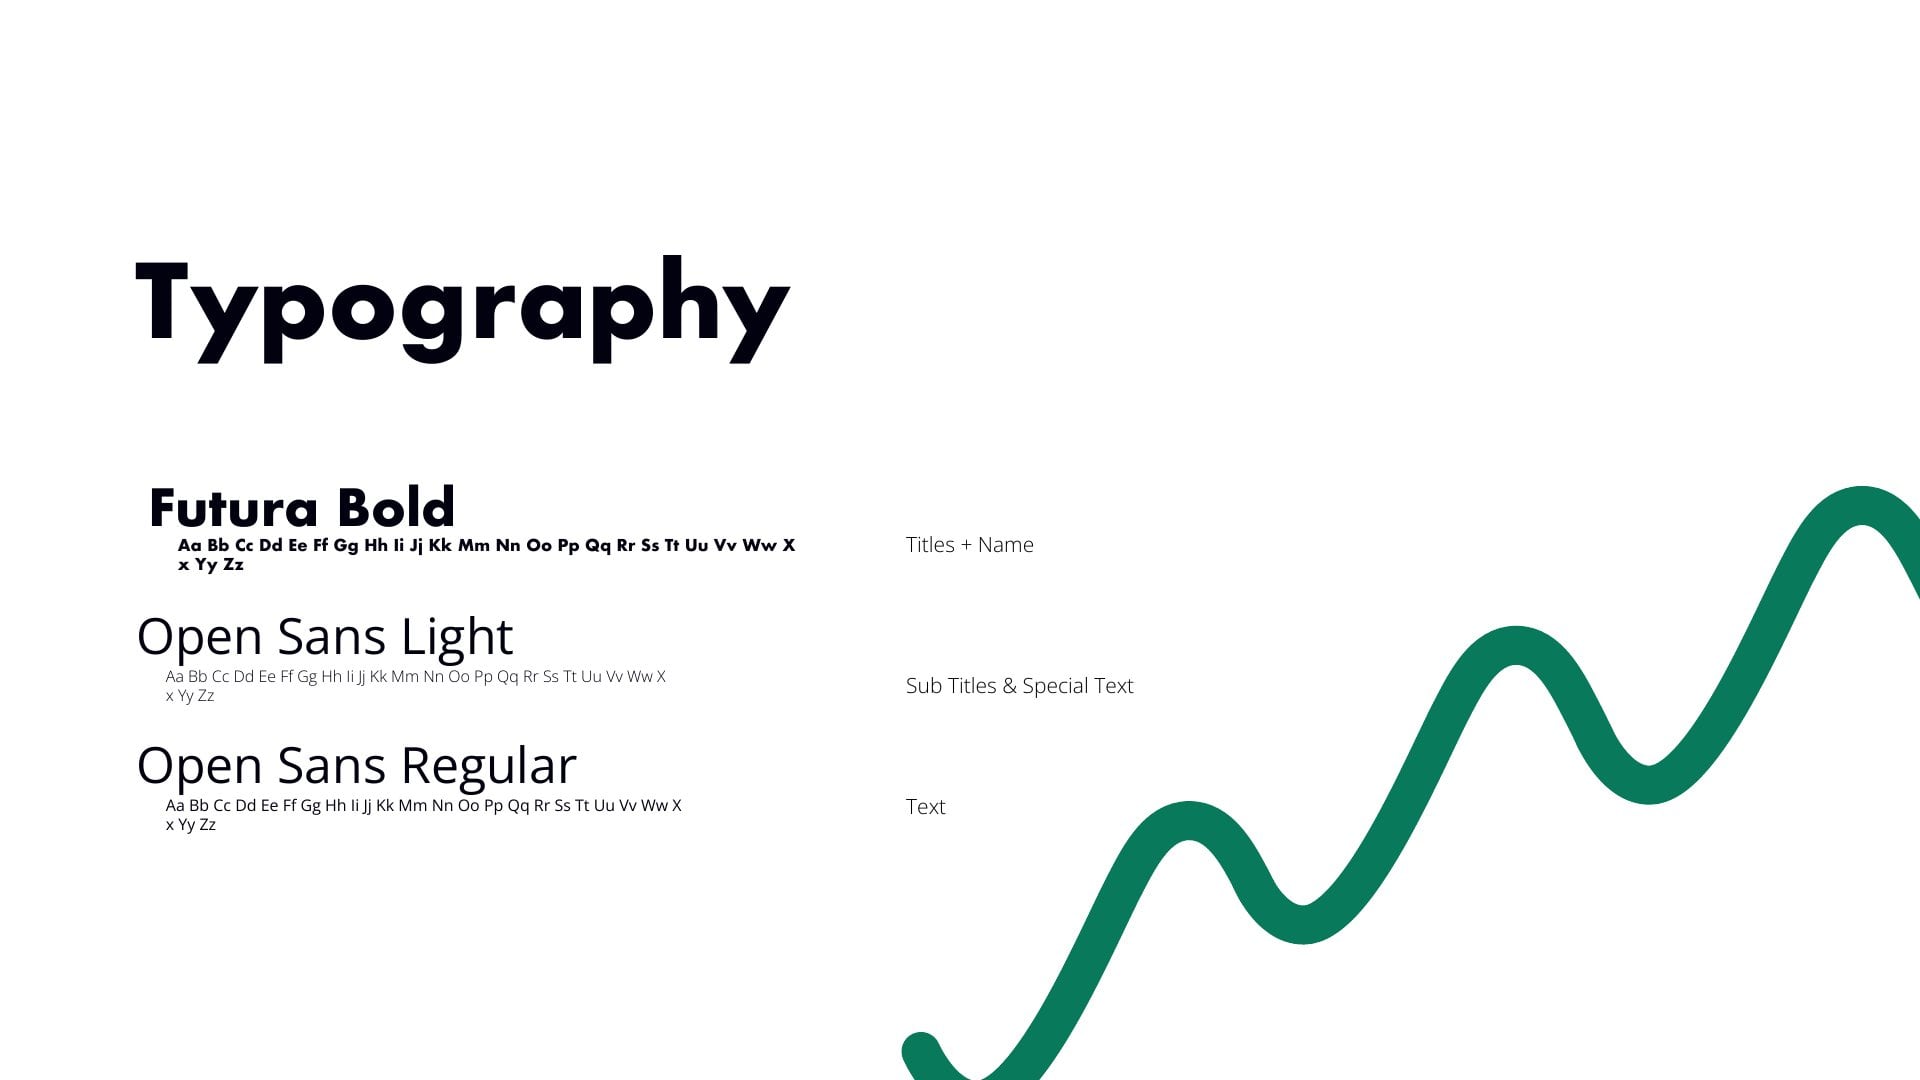 Typography
Futura Bold
Aa Bb Cc Dd Ee Ff Gg Hh Ii Jj Kk Mm Nn Oo Pp Qq Rr Ss Tt Uu Vv Ww X
x Yy Zz
Titles + Name
Open Sans Light
Aa Bb Cc Dd Ee Ff Gg Hh Ii Jj Kk Mm Nn Oo Pp Qq Rr Ss Tt Uu Vv Ww X
x Yy Zz
Sub Titles & Special Text
Open Sans Regular
Aa Bb Cc Dd Ee Ff Gg Hh Ii Jj Kk Mm Nn Oo Pp Qq Rr Ss Tt Uu Vv Ww X
x Yy Zz
Text